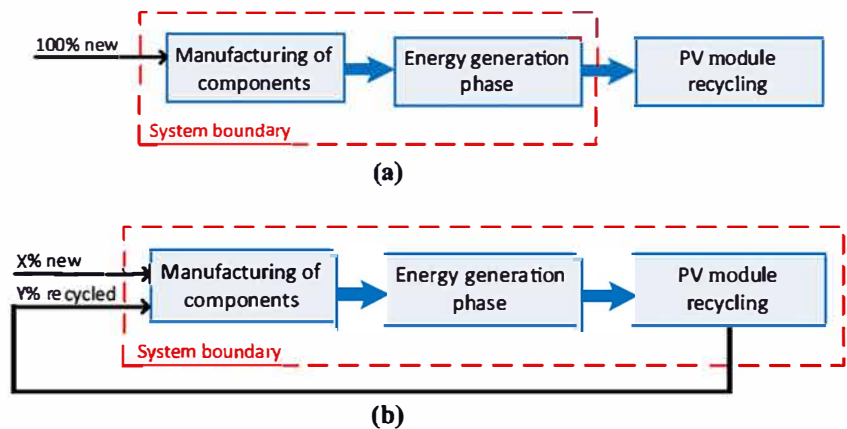 100% new
Manufacturing of
components
Energy generation
phase
PV module
recycling
System boundary
(a)
X% new
Y% recycled
Manufacturing of
components
Energy generation
phase
PV module
recycling
System boundary
(b)